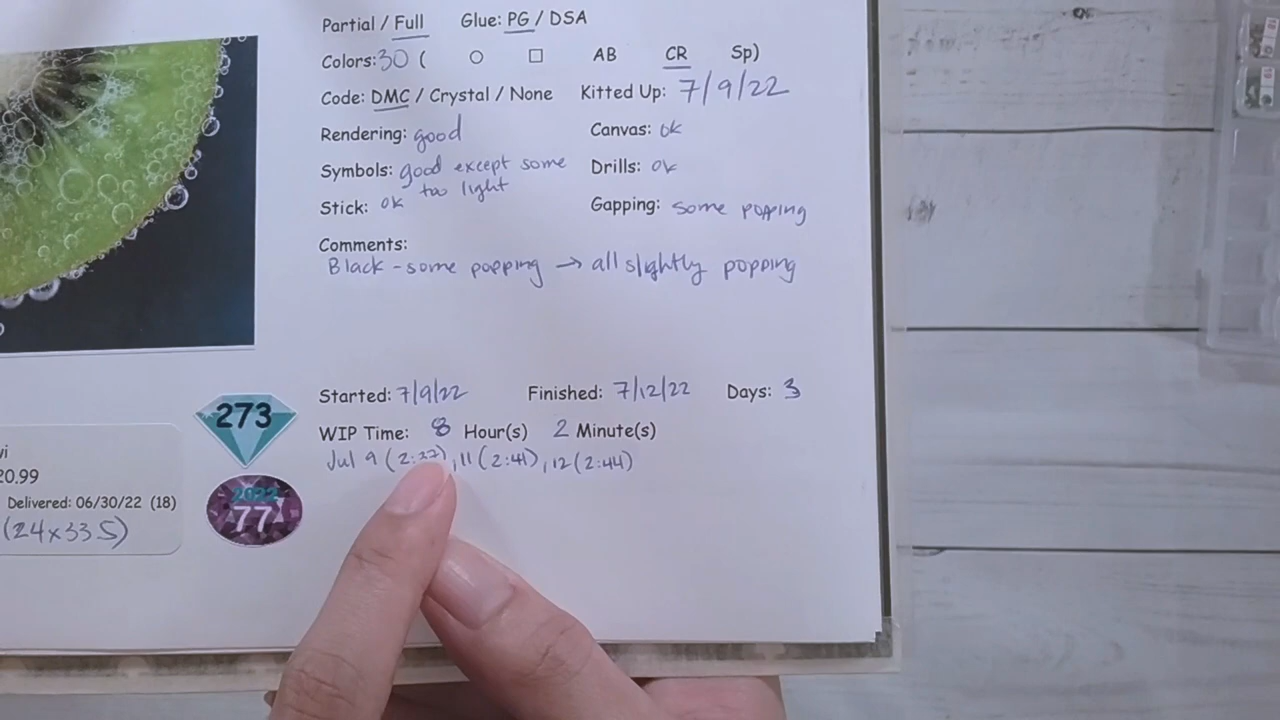 Partial / Full Glue: PG / DSA
Colors: 30 ( ○ □ AB CR Sp)
Code: DMC / Crystal / None Kitted Up: 7/9/22
Rendering: good Canvas: ok
Symbols: good except some too light Drills: ok
Stick: ok Gapping: some popping
Comments:
Black - some popping → all slightly popping
Started: 7/9/22 Finished: 7/12/22 Days: 3
WIP Time: 8 Hour(s) 2 Minute(s)
Jul 9 (2:37), 11 (2:41), 12 (2:44)
273
2022
77
vi
20.99
Delivered: 06/30/22 (18)
(24x33.5)